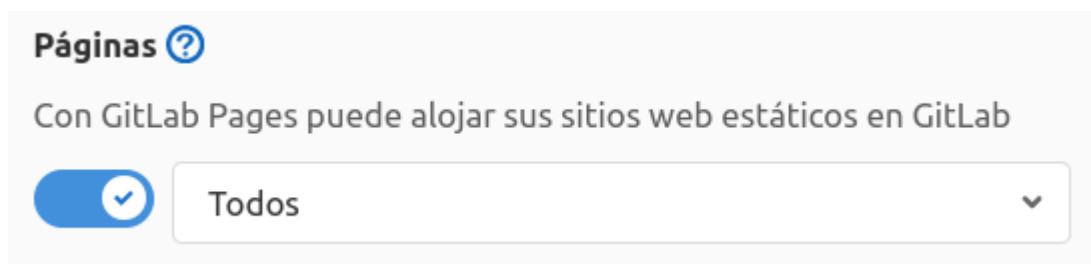 Páginas ?
Con GitLab Pages puede alojar sus sitios web estáticos en GitLab
Todos